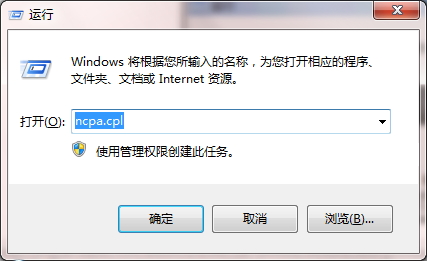 运行
Windows 将根据您所输入的名称，为您打开相应的程序、
文件夹、文档或 Internet 资源。
打开(O): ncpa.cpl
使用管理权限创建此任务。
确定 取消 浏览(B)...